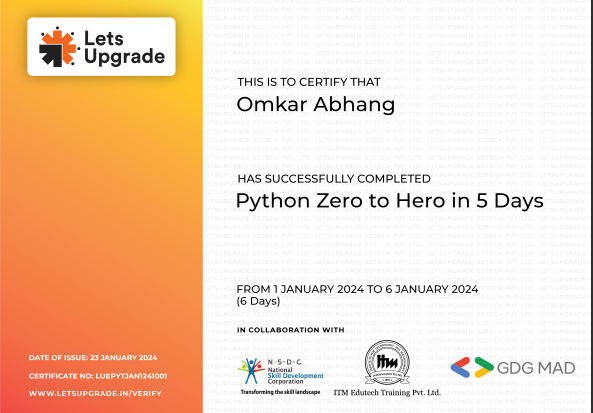 Lets
Upgrade
THIS IS TO CERTIFY THAT
Omkar Abhang
HAS SUCCESSFULLY COMPLETED
Python Zero to Hero in 5 Days
FROM 1 JANUARY 2024 TO 6 JANUARY 2024
(6 Days)
IN COLLABORATION WITH
DATE OF ISSUE: 23 JANUARY 2024
CERTIFICATE NO: LUEPYTJAN1241001
WWW.LETSUPGRADE.IN/VERIFY
N·S·D·C
National
Skill Development
Corporation
Transforming the skill landscape
itm
ITM Edutech Training Pvt. Ltd.
GDG MAD